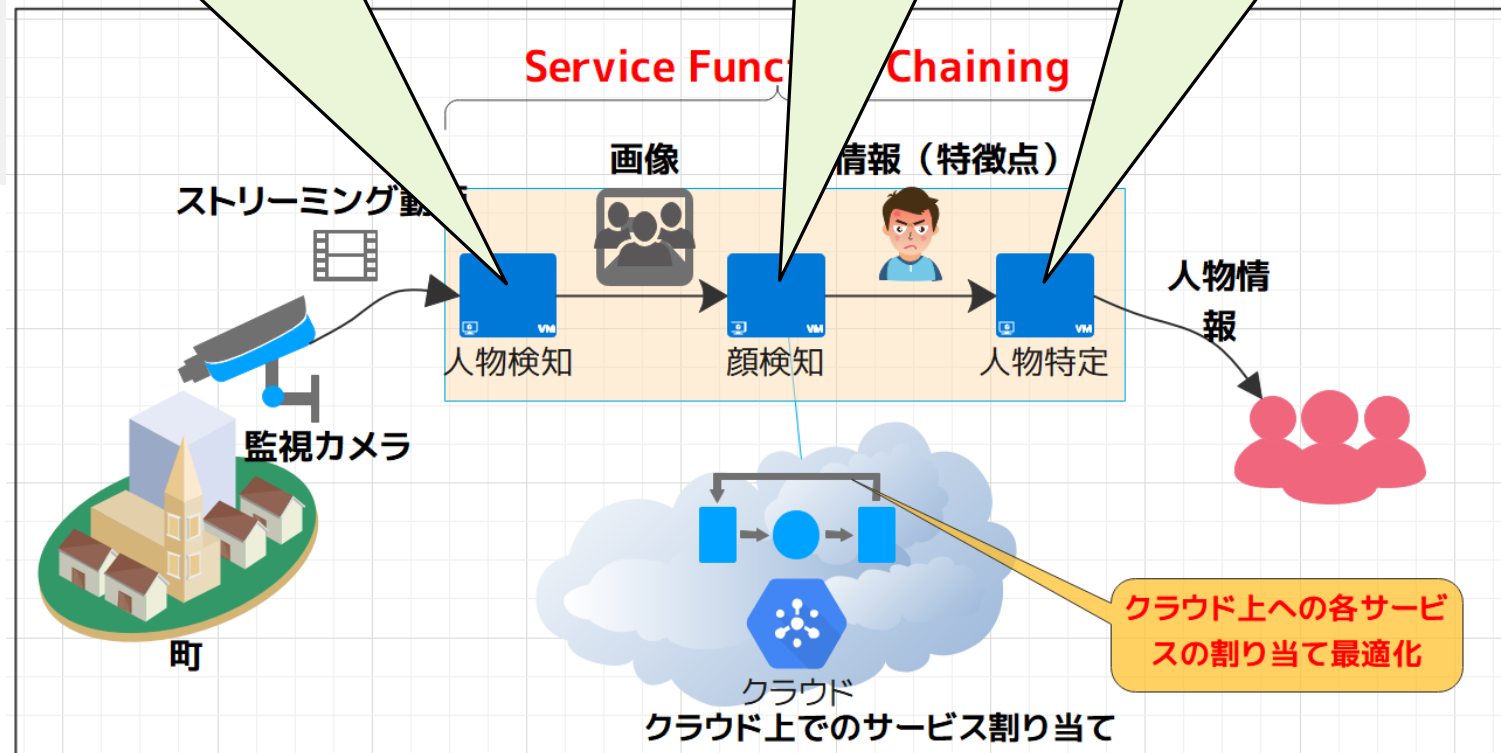 Service Func Chaining
画像
情報（特徴点）
ストリーミング動
人物情
報
VM
VM
VM
人物検知
顔検知
人物特定
監視カメラ
クラウド上への各サービ
スの割り当て最適化
町
クラウド
クラウド上でのサービス割り当て